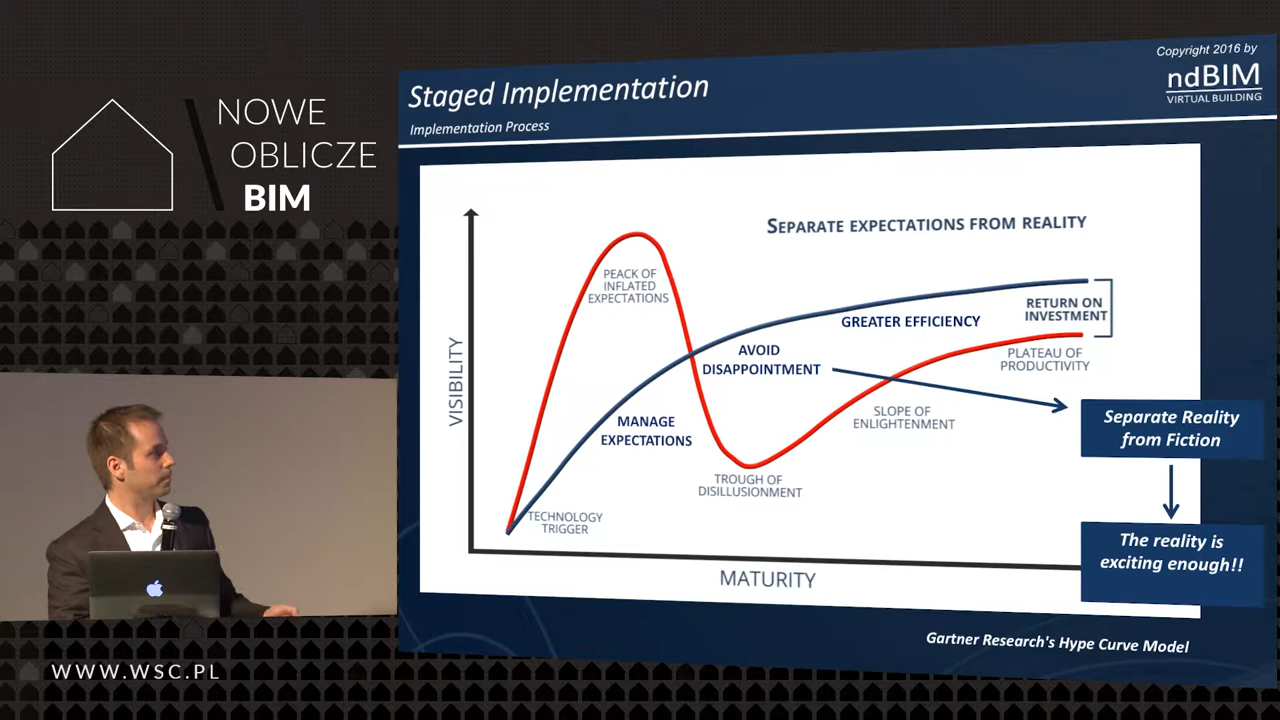 NOWE
OBLICZE
BIM
WWW.WSC.PL
Staged Implementation
Implementation Process
Copyright 2016 by
ndBIM
VIRTUAL BUILDING
SEPARATE EXPECTATIONS FROM REALITY
VISIBILITY
PEACK OF
INFLATED
EXPECTATIONS
GREATER EFFICIENCY
RETURN ON
INVESTMENT
AVOID
DISAPPOINTMENT
PLATEAU OF
PRODUCTIVITY
MANAGE
EXPECTATIONS
SLOPE OF
ENLIGHTENMENT
TROUGH OF
DISILLUSIONMENT
TECHNOLOGY
TRIGGER
MATURITY
Separate Reality
from Fiction
The reality is
exciting enough!!
Gartner Research's Hype Curve Model